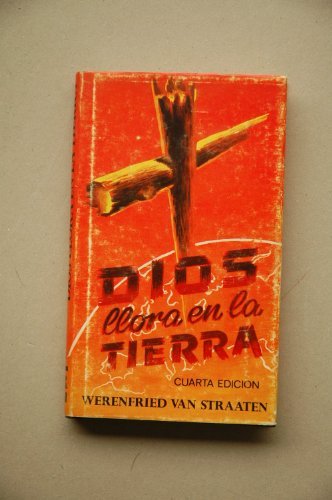 DIOS
llora en la
TIERRA
CUARTA EDICION
WERENFRIED VAN STRAATEN